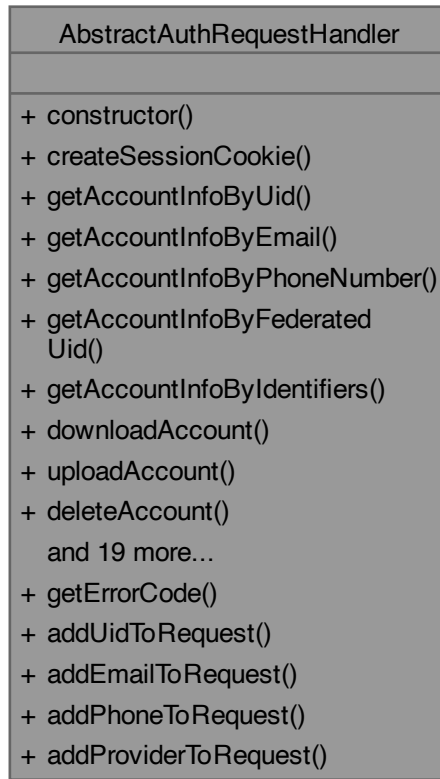 AbstractAuthRequestHandler
+ constructor()
+ createSessionCookie()
+ getAccountInfoByUid()
+ getAccountInfoByEmail()
+ getAccountInfoByPhoneNumber()
+ getAccountInfoByFederated
Uid()
+ getAccountInfoByIdentifiers()
+ downloadAccount()
+ uploadAccount()
+ deleteAccount()
and 19 more...
+ getErrorCode()
+ addUidToRequest()
+ addEmailToRequest()
+ addPhoneToRequest()
+ addProviderToRequest()